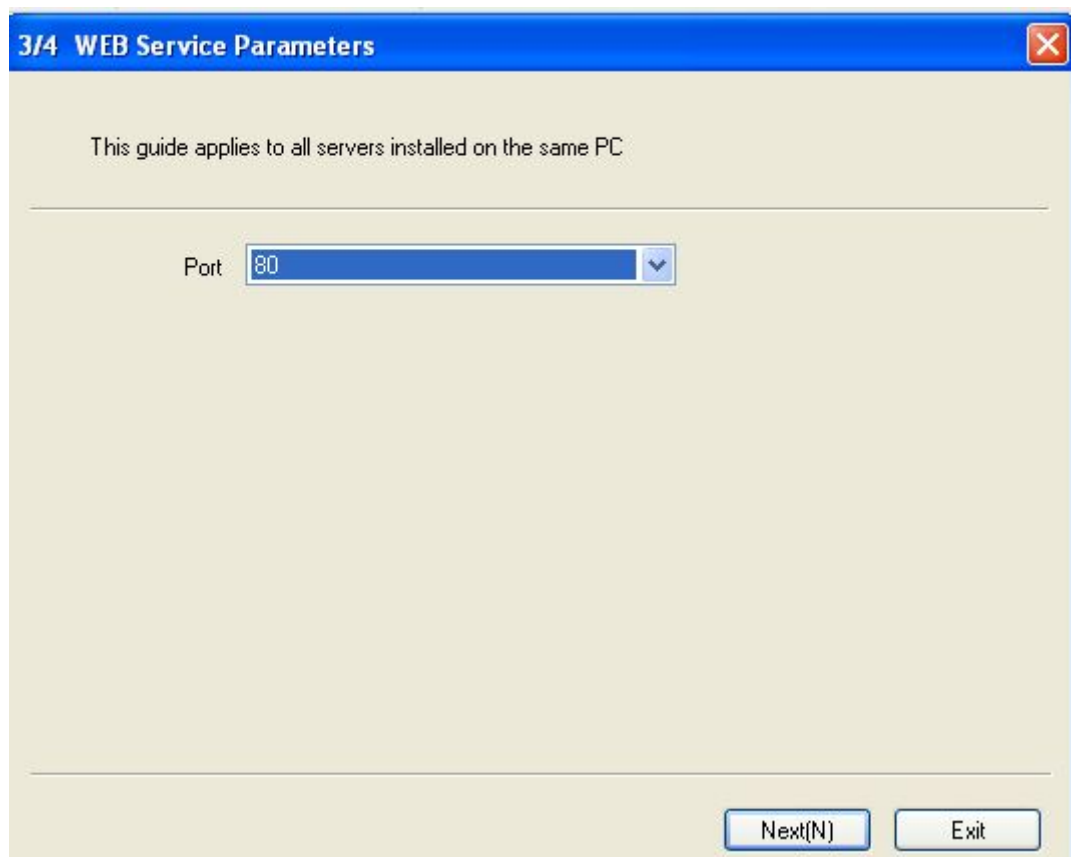 3/4 WEB Service Parameters
This guide applies to all servers installed on the same PC
Port 80
Next(N) Exit